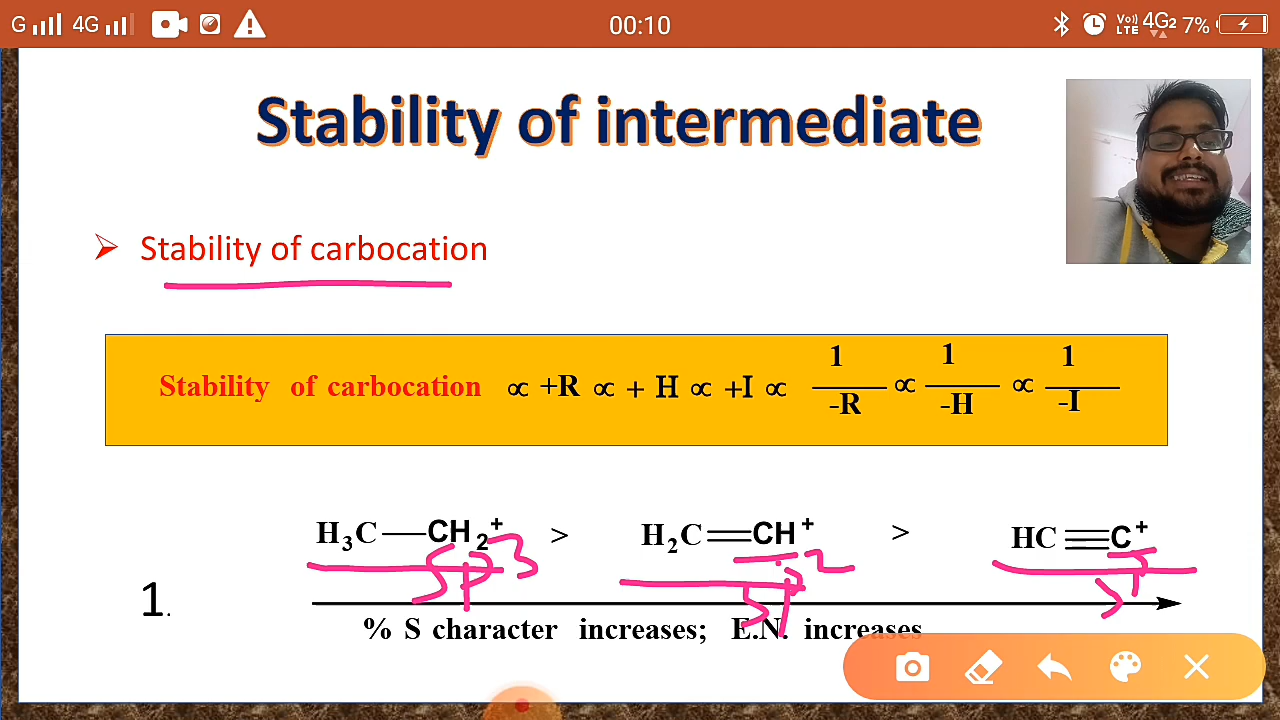 G 4G 00:10 Vo)) LTE 4G2 7%
Stability of intermediate
Stability of carbocation
Stability of carbocation ∝ +R ∝ + H ∝ +I ∝ 1/-R ∝ 1/-H ∝ 1/-I
H₃C—CH₂⁺ > H₂C=CH⁺ > HC≡C⁺
sp3 sp2 sp
1.
% S character increases; E.N. increases